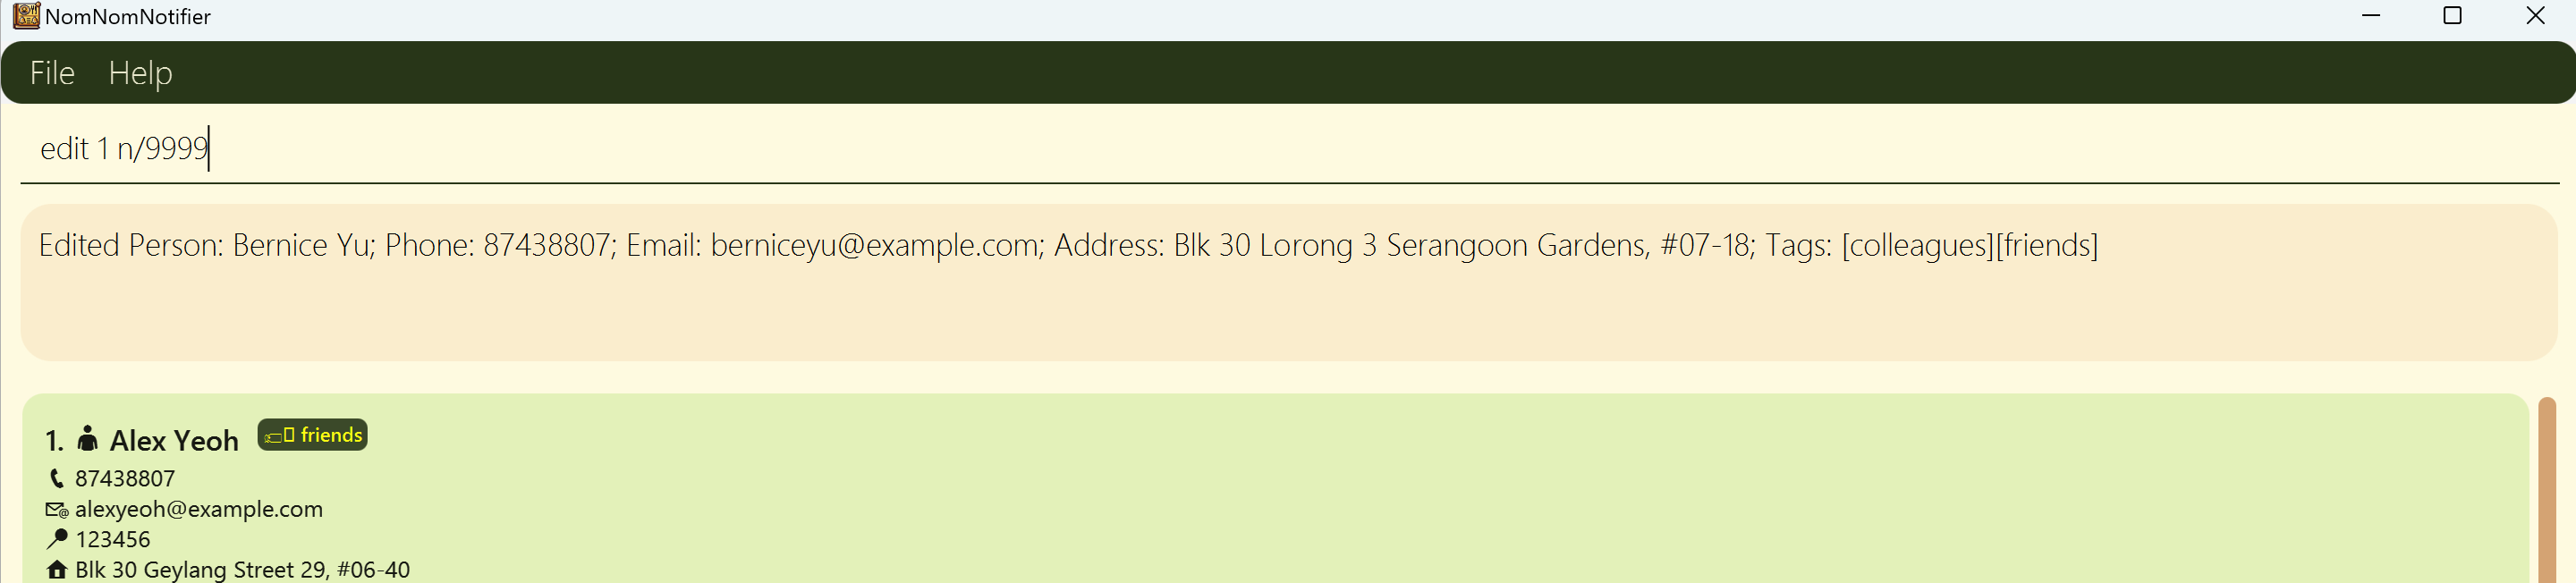 NomNomNotifier
File Help
edit 1 n/9999
Edited Person: Bernice Yu; Phone: 87438807; Email: berniceyu@example.com; Address: Blk 30 Lorong 3 Serangoon Gardens, #07-18; Tags: [colleagues][friends]
1. Alex Yeoh friends
87438807
alexyeoh@example.com
123456
Blk 30 Geylang Street 29, #06-40